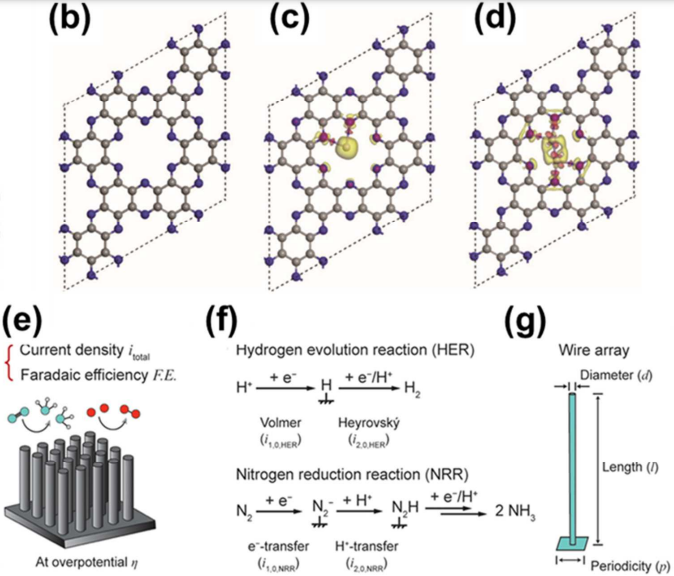 (b)
(c)
(d)
(e)
Current density i_total
Faradaic efficiency F.E.
At overpotential η
(f)
Hydrogen evolution reaction (HER)
H⁺ + e⁻ H + e⁻/H⁺ H₂
Volmer Heyrovský
(i_1,0,HER) (i_2,0,HER)
Nitrogen reduction reaction (NRR)
N₂ + e⁻ N₂⁻ + H⁺ N₂H + e⁻/H⁺ 2 NH₃
e⁻-transfer H⁺-transfer
(i_1,0,NRR) (i_2,0,NRR)
(g)
Wire array
Diameter (d)
Length (l)
Periodicity (p)